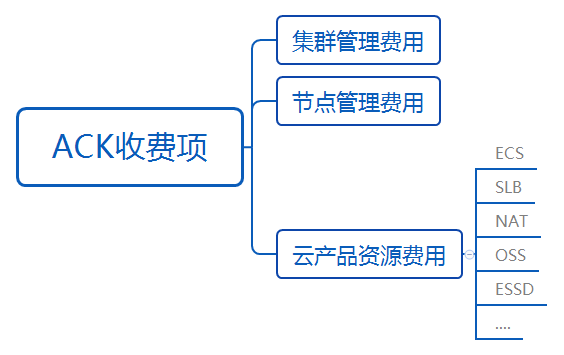 集群管理费用
节点管理费用
ACK收费项
云产品资源费用
ECS
SLB
NAT
OSS
ESSD
....